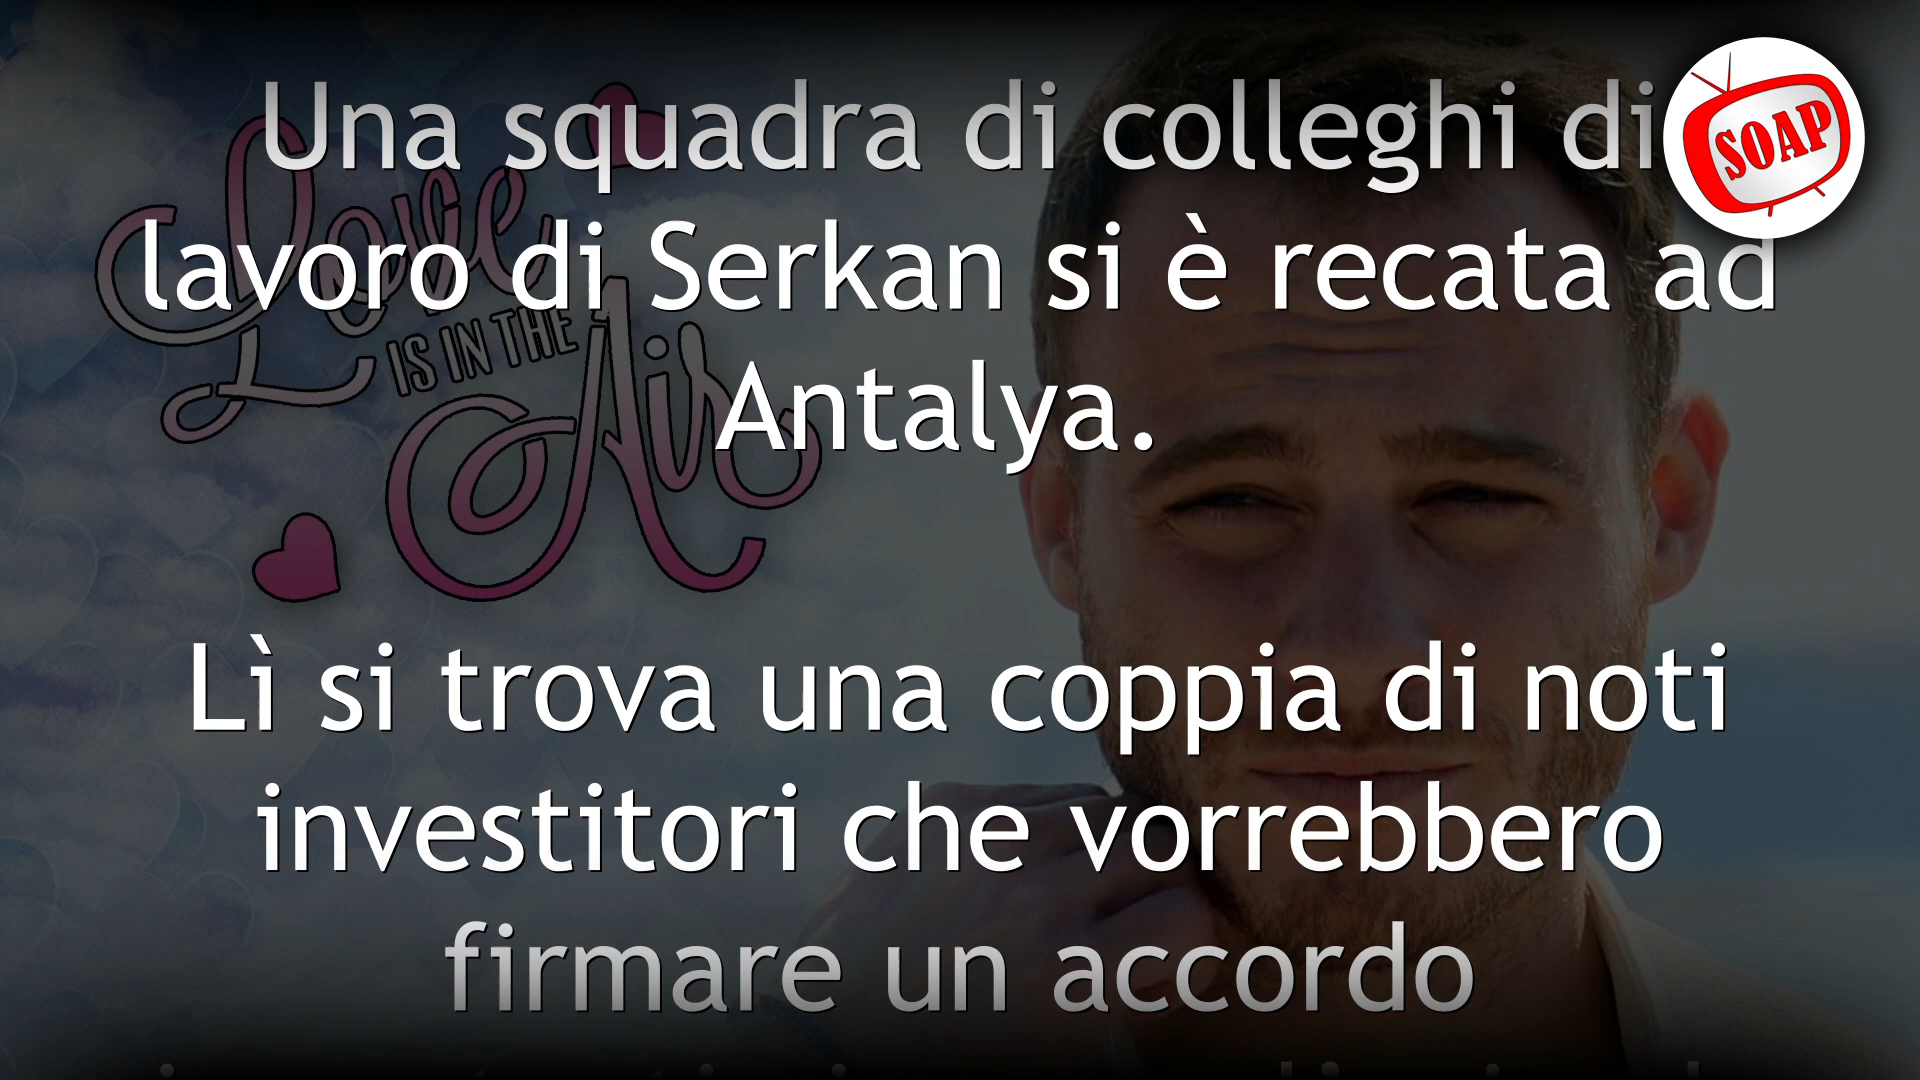 Una squadra di colleghi di
lavoro di Serkan si è recata ad
Antalya.
Lì si trova una coppia di noti
investitori che vorrebbero
firmare un accordo
Love
IS IN THE
Air
SOAP